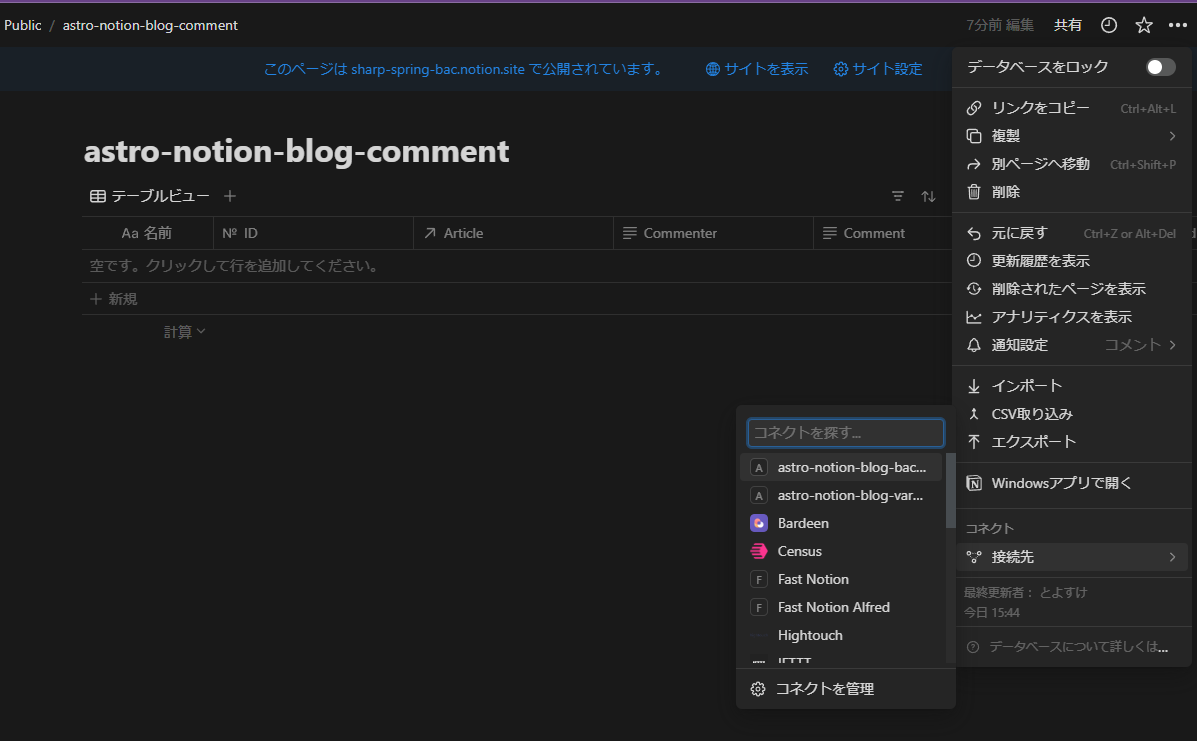 Public / astro-notion-blog-comment
7分前 編集 共有
このページは sharp-spring-bac.notion.site で公開されています。 サイトを表示 サイト設定
astro-notion-blog-comment
テーブルビュー
Aa 名前 № ID Article Commenter Comment
空です。クリックして行を追加してください。
新規
計算
データベースをロック
リンクをコピー Ctrl+Alt+L
複製
別ページへ移動 Ctrl+Shift+P
削除
元に戻す Ctrl+Z or Alt+Del
更新履歴を表示
削除されたページを表示
アナリティクスを表示
通知設定 コメント
インポート
CSV取り込み
エクスポート
Windowsアプリで開く
コネクト
接続先
最終更新者： とよすけ
今日 15:44
データベースについて詳しくは...
コネクトを探す...
A astro-notion-blog-bac...
A astro-notion-blog-var...
Bardeen
Census
F Fast Notion
F Fast Notion Alfred
Hightouch
IFTTT
コネクトを管理